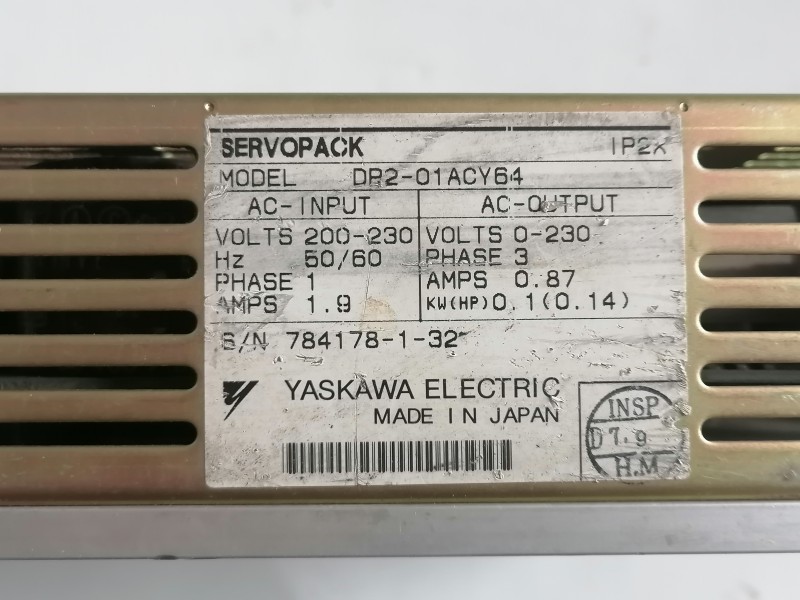 SERVOPACK IP2X
MODEL DR2-01ACY64
AC-INPUT AC-OUTPUT
VOLTS 200-230 VOLTS 0-230
Hz 50/60 PHASE 3
PHASE 1 AMPS 0.87
AMPS 1.9 KW(HP)0.1(0.14)
S/N 784178-1-32
YASKAWA ELECTRIC
MADE IN JAPAN
INSP
D7.9
H.M